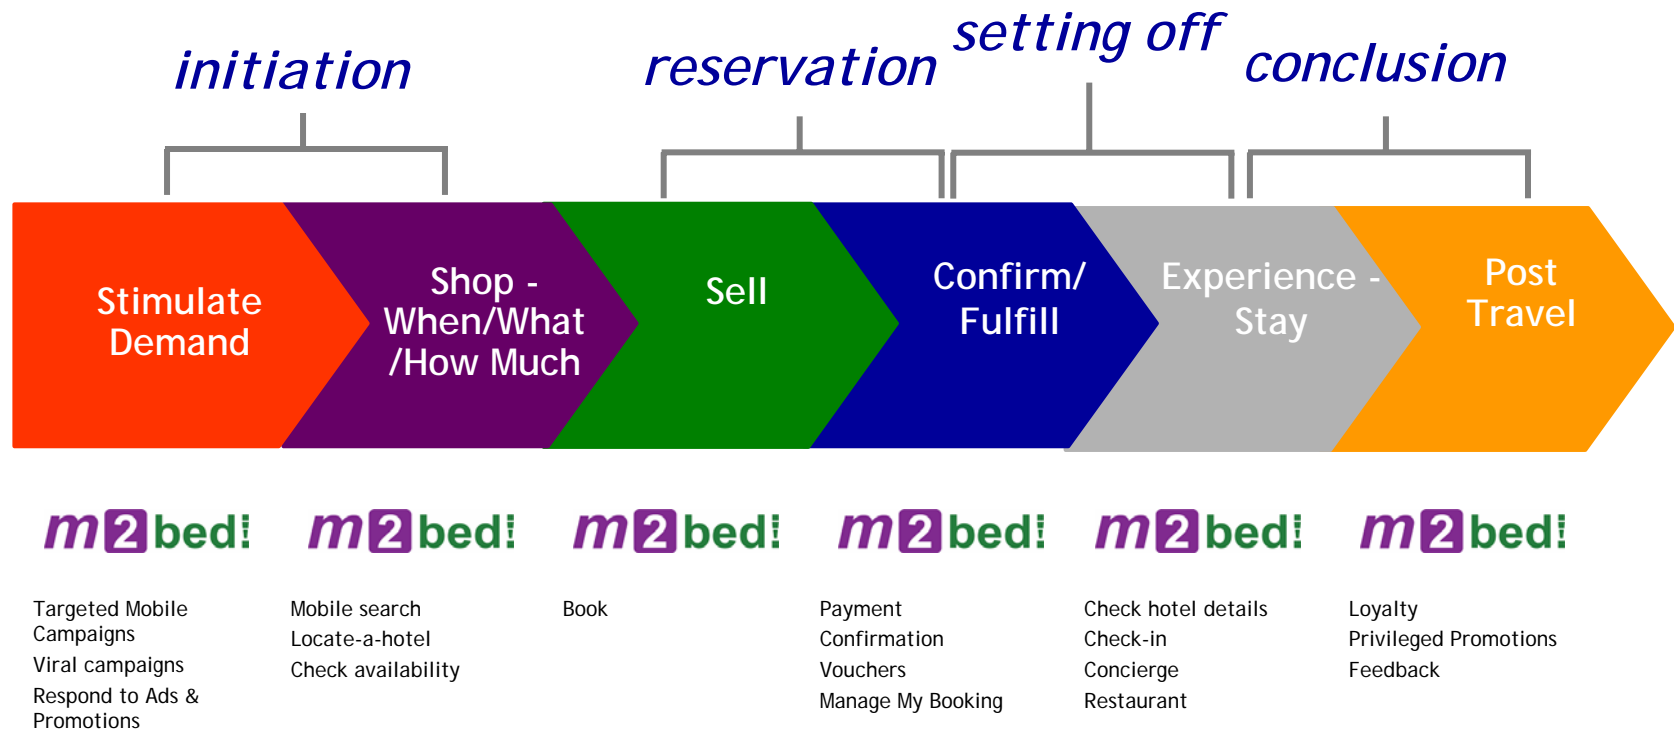 initiation
reservation
setting off
conclusion
Stimulate
Demand
Shop -
When/What
/How Much
Sell
Confirm/
Fulfill
Experience -
Stay
Post
Travel
m2bed!
m2bed!
m2bed!
m2bed!
m2bed!
m2bed!
Targeted Mobile
Campaigns
Viral campaigns
Respond to Ads &
Promotions
Mobile search
Locate-a-hotel
Check availability
Book
Payment
Confirmation
Vouchers
Manage My Booking
Check hotel details
Check-in
Concierge
Restaurant
Loyalty
Privileged Promotions
Feedback